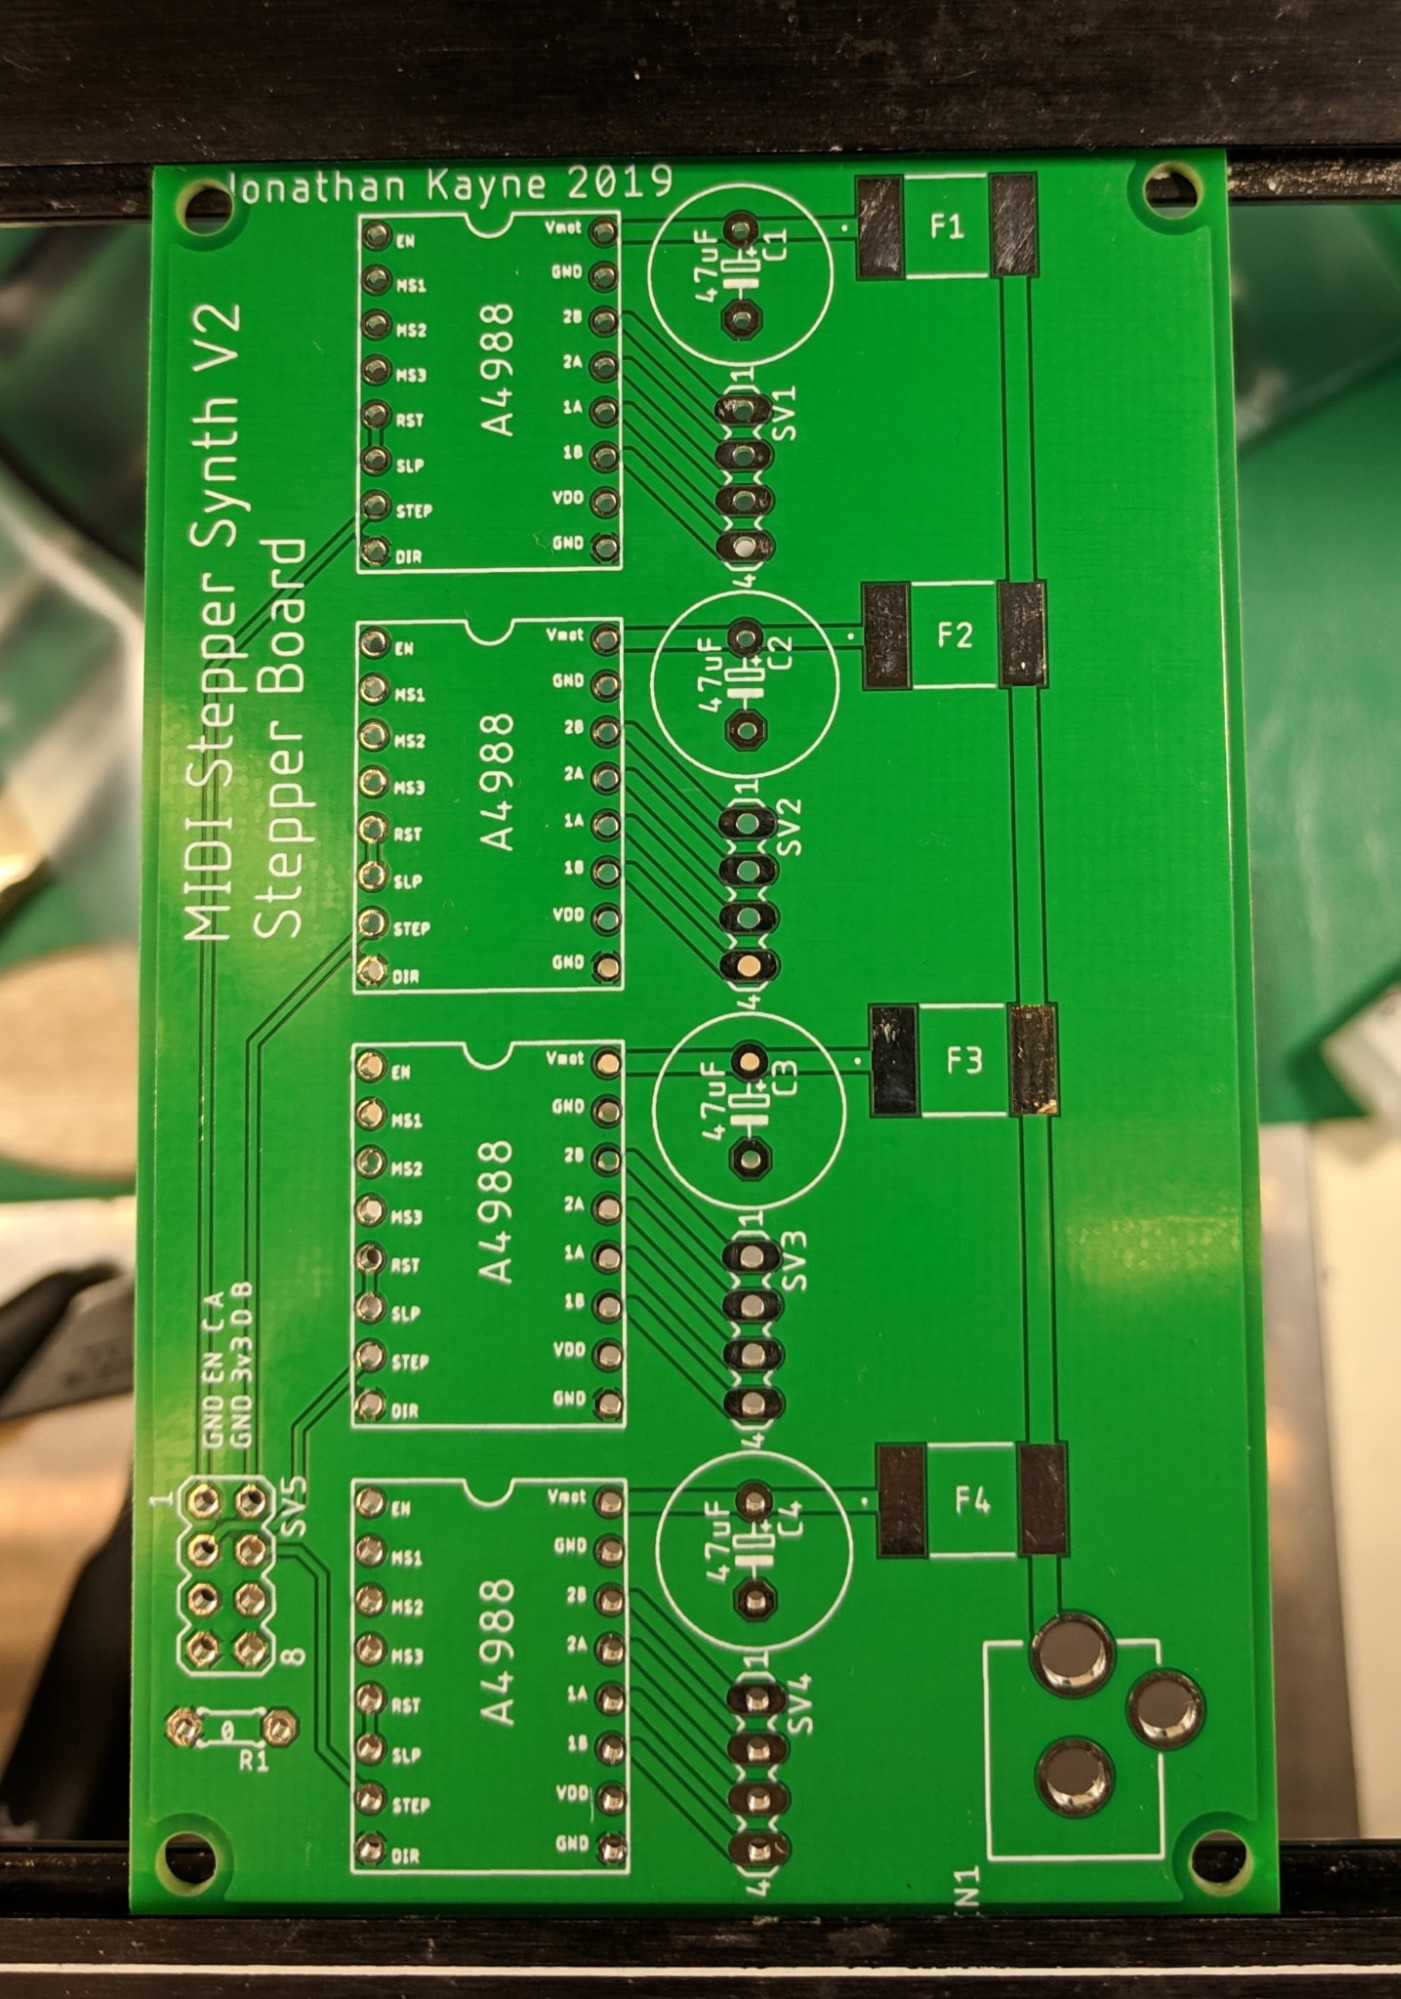 Jonathan Kayne 2019
MIDI Stepper Synth V2
Stepper Board
EN
MS1
MS2
MS3
RST
SLP
STEP
DIR
A4988
Vmot
GND
2B
2A
1A
1B
VDD
GND
47uF
+
C1
F1
1
SV1
4
EN
MS1
MS2
MS3
RST
SLP
STEP
DIR
A4988
Vmot
GND
2B
2A
1A
1B
VDD
GND
47uF
+
C2
F2
1
SV2
4
EN
MS1
MS2
MS3
RST
SLP
STEP
DIR
A4988
Vmot
GND
2B
2A
1A
1B
VDD
GND
47uF
+
C3
F3
1
SV3
4
GND EN C A
GND 3v3 D B
1
SV5
8
0
R1
EN
MS1
MS2
MS3
RST
SLP
STEP
DIR
A4988
Vmot
GND
2B
2A
1A
1B
VDD
GND
47uF
+
C4
F4
1
SV4
4
N1